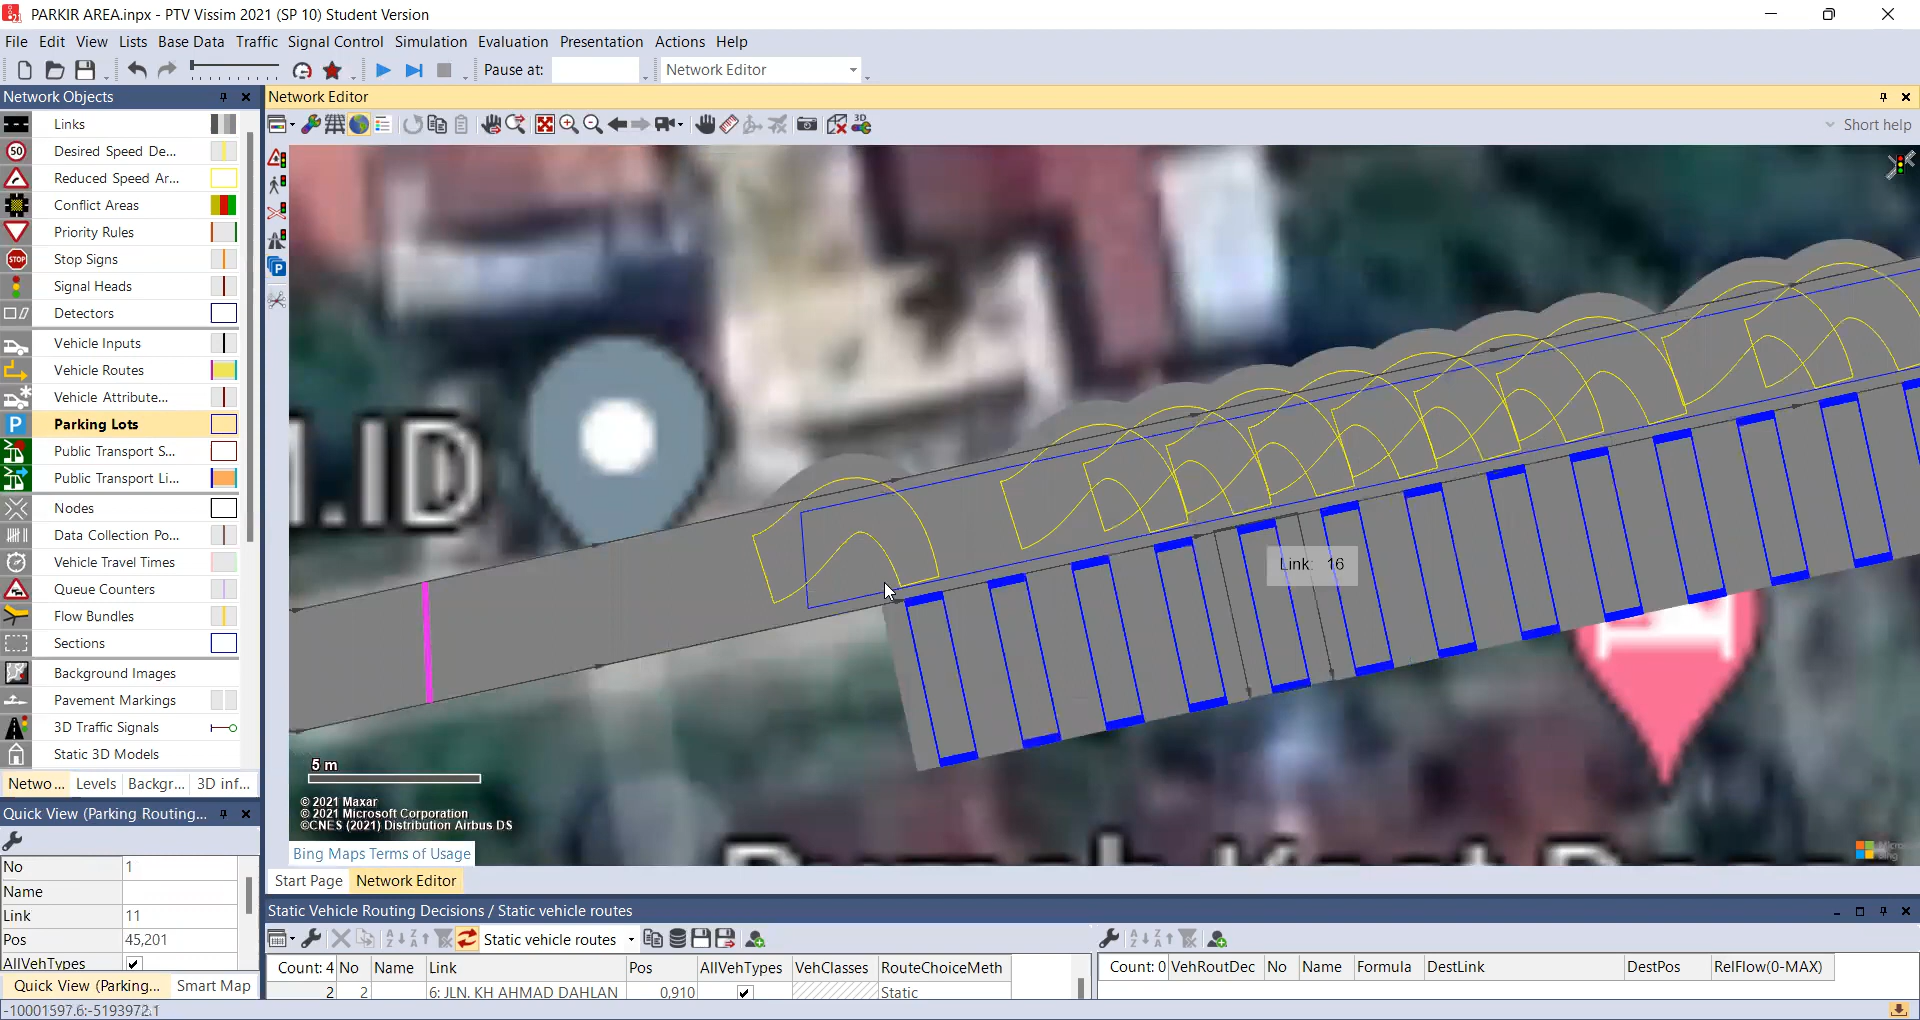 PARKIR AREA.inpx - PTV Vissim 2021 (SP 10) Student Version
File Edit View Lists Base Data Traffic Signal Control Simulation Evaluation Presentation Actions Help
Pause at:
Network Editor
Network Objects
Network Editor
Short help
Links
50 Desired Speed De...
Reduced Speed Ar...
Conflict Areas
Priority Rules
STOP Stop Signs
Signal Heads
Detectors
Vehicle Inputs
Vehicle Routes
Vehicle Attribute...
P Parking Lots
Public Transport S...
Public Transport Li...
Nodes
Data Collection Po...
Vehicle Travel Times
Queue Counters
Flow Bundles
Sections
Background Images
Pavement Markings
3D Traffic Signals
Static 3D Models
Netwo... Levels Backgr... 3D inf...
.ID
Link: 16
5 m
© 2021 Maxar
© 2021 Microsoft Corporation
©CNES (2021) Distribution Airbus DS
Bing Maps Terms of Usage
Start Page Network Editor
Quick View (Parking Routing...
No 1
Name
Link 11
Pos 45,201
AllVehTypes
Quick View (Parking... Smart Map
Static Vehicle Routing Decisions / Static vehicle routes
Static vehicle routes
Count: 4 No Name Link Pos AllVehTypes VehClasses RouteChoiceMeth
2 2 6: JLN. KH AHMAD DAHLAN 0,910 Static
Count: 0 VehRoutDec No Name Formula DestLink DestPos RelFlow(0-MAX)
-10001597.6:-5193972.1